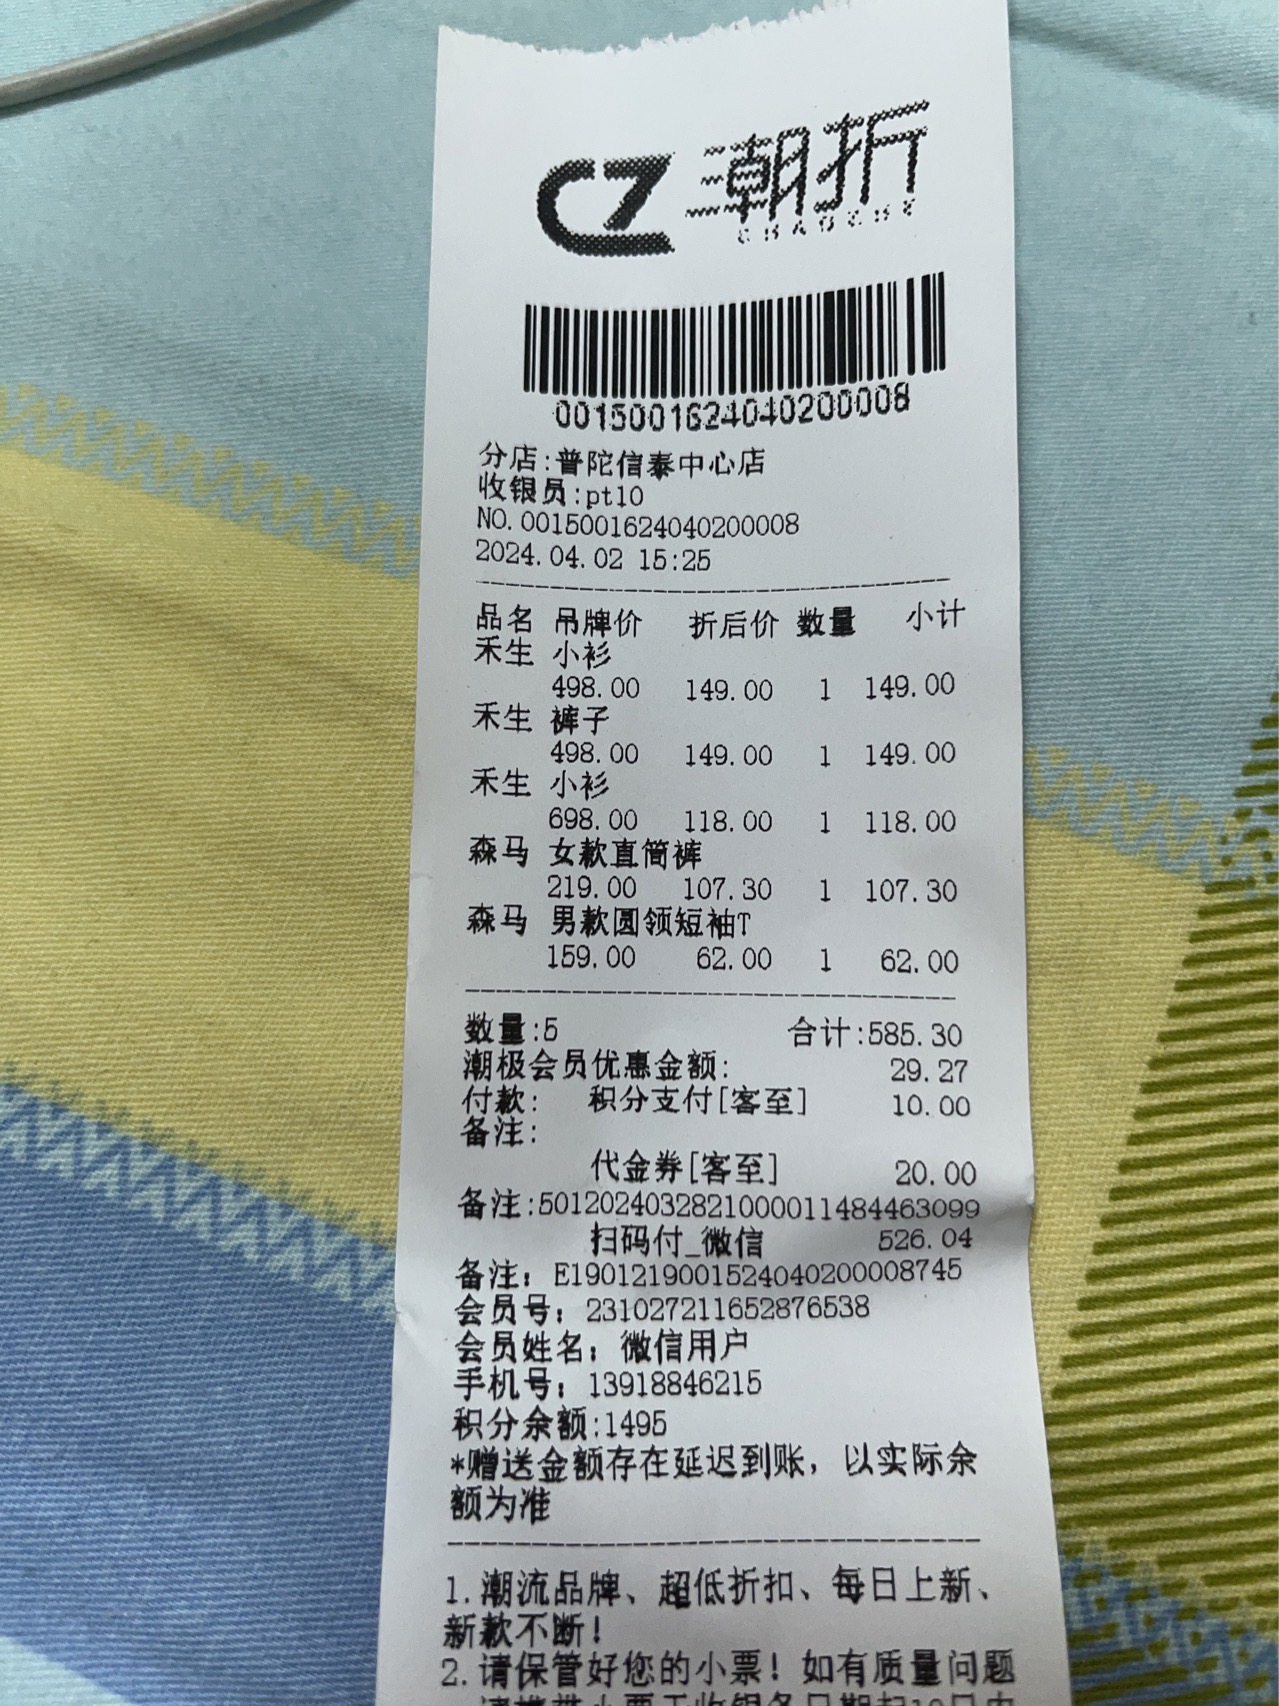 CZ 潮折
CHAOZHE
0015001624040200008
分店:普陀信泰中心店
收银员:pt10
NO.0015001624040200008
2024.04.02 15:25
品名 吊牌价 折后价 数量 小计
禾生 小衫
498.00 149.00 1 149.00
禾生 裤子
498.00 149.00 1 149.00
禾生 小衫
698.00 118.00 1 118.00
森马 女款直筒裤
219.00 107.30 1 107.30
森马 男款圆领短袖T
159.00 62.00 1 62.00
数量:5 合计:585.30
潮极会员优惠金额: 29.27
付款: 积分支付[客至] 10.00
备注:
代金券[客至] 20.00
备注:5012024032821000011484463099
扫码付_微信 526.04
备注: E1901219001524040200008745
会员号: 231027211652876538
会员姓名: 微信用户
手机号: 13918846215
积分余额:1495
*赠送金额存在延迟到账，以实际余
额为准
1.潮流品牌、超低折扣、每日上新、
新款不断!
2.请保管好您的小票! 如有质量问题